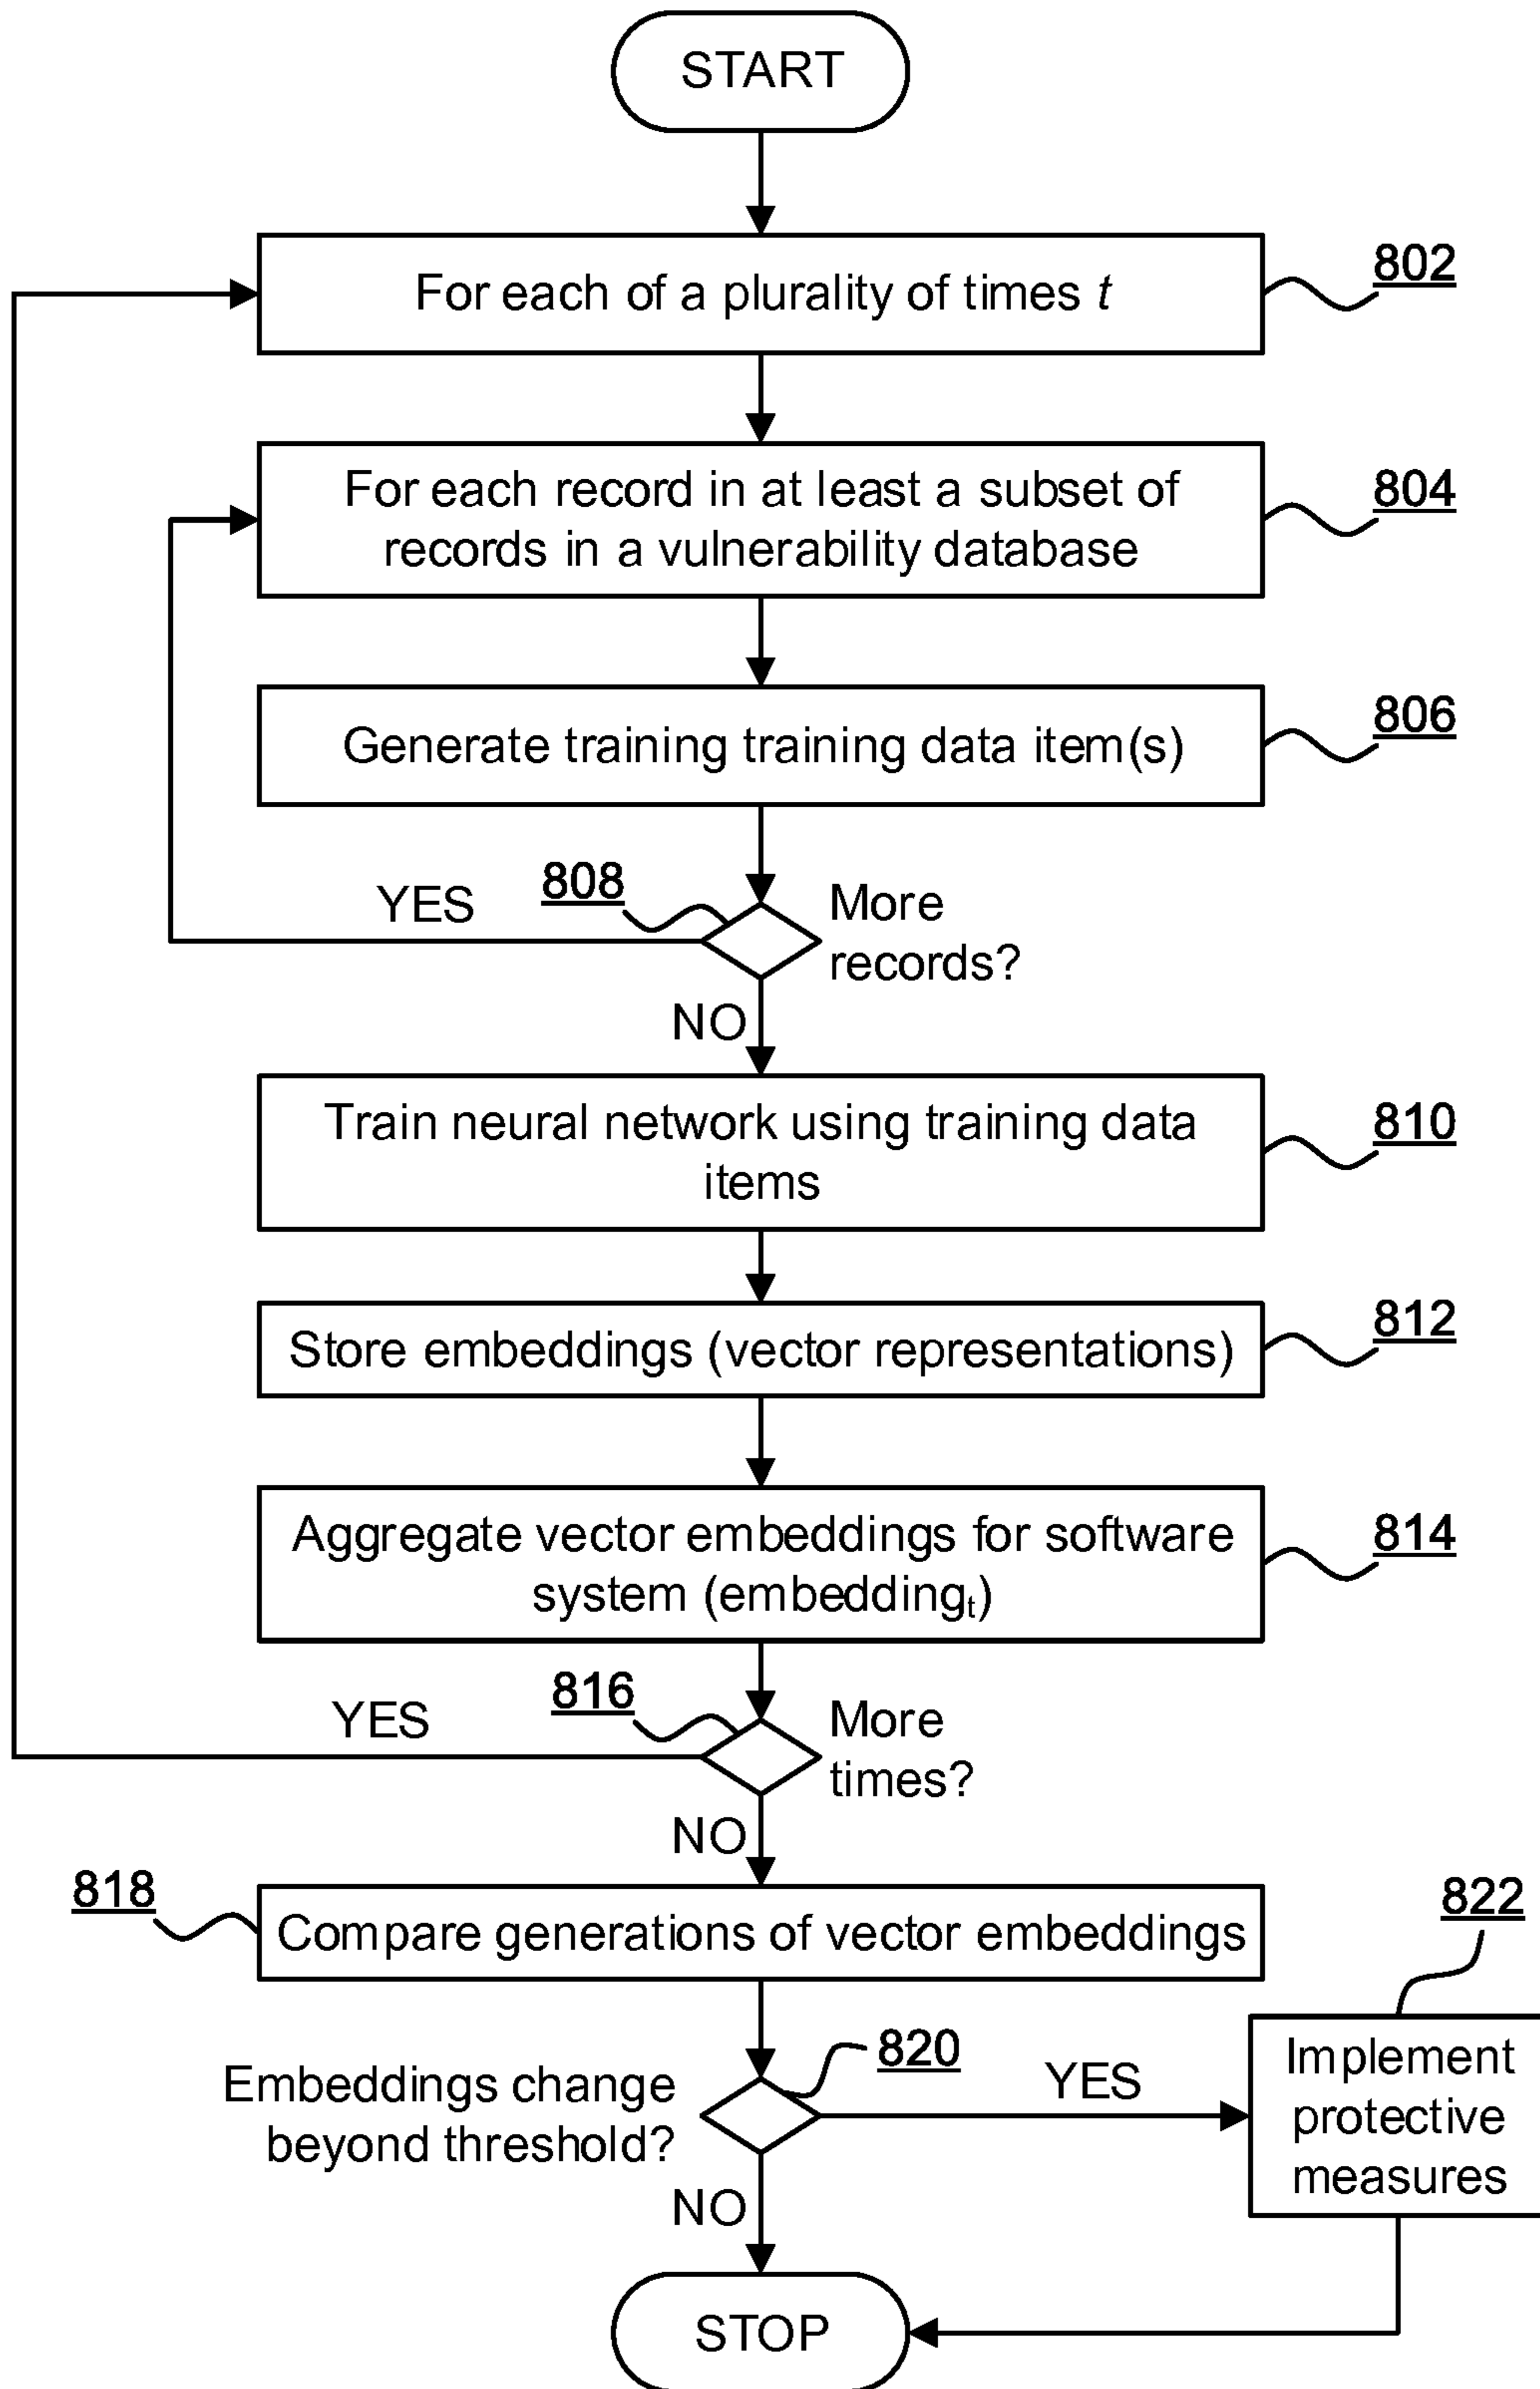 START
For each of a plurality of times t
802
For each record in at least a subset of
records in a vulnerability database
804
Generate training training data item(s)
806
YES
808
More
records?
NO
Train neural network using training data
items
810
Store embeddings (vector representations)
812
Aggregate vector embeddings for software
system (embeddingt)
814
YES
816
More
times?
NO
818
Compare generations of vector embeddings
822
Embeddings change
beyond threshold?
820
YES
Implement
protective
measures
NO
STOP